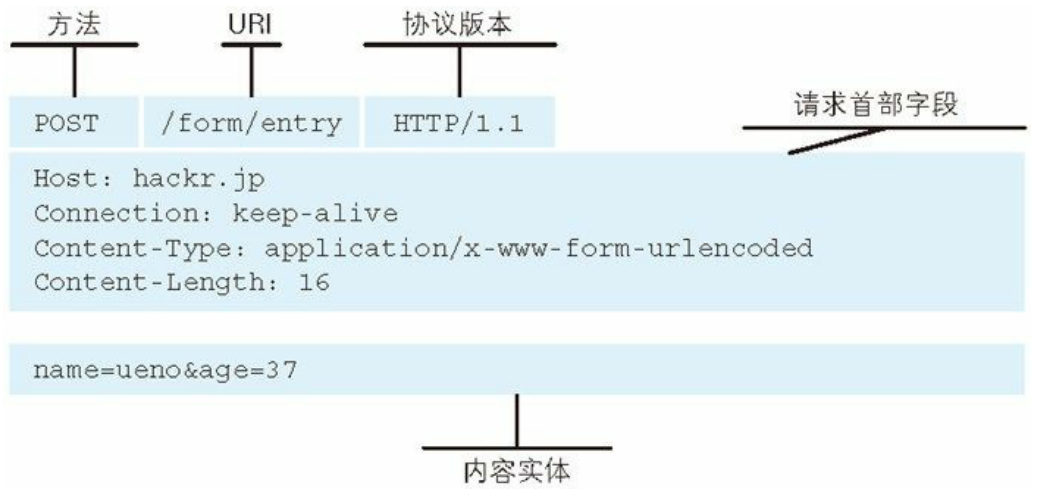 方法 URI 协议版本
请求首部字段
POST /form/entry HTTP/1.1
Host: hackr.jp
Connection: keep-alive
Content-Type: application/x-www-form-urlencoded
Content-Length: 16
name=ueno&age=37
内容实体